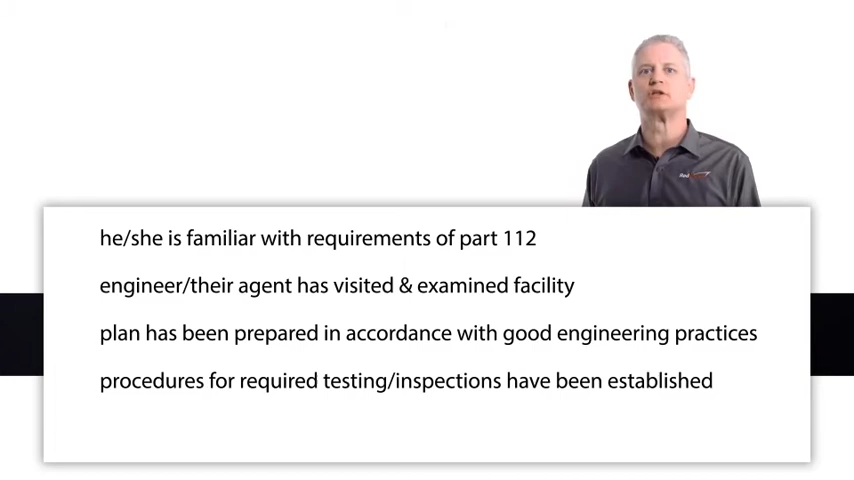 he/she is familiar with requirements of part 112
engineer/their agent has visited & examined facility
plan has been prepared in accordance with good engineering practices
procedures for required testing/inspections have been established